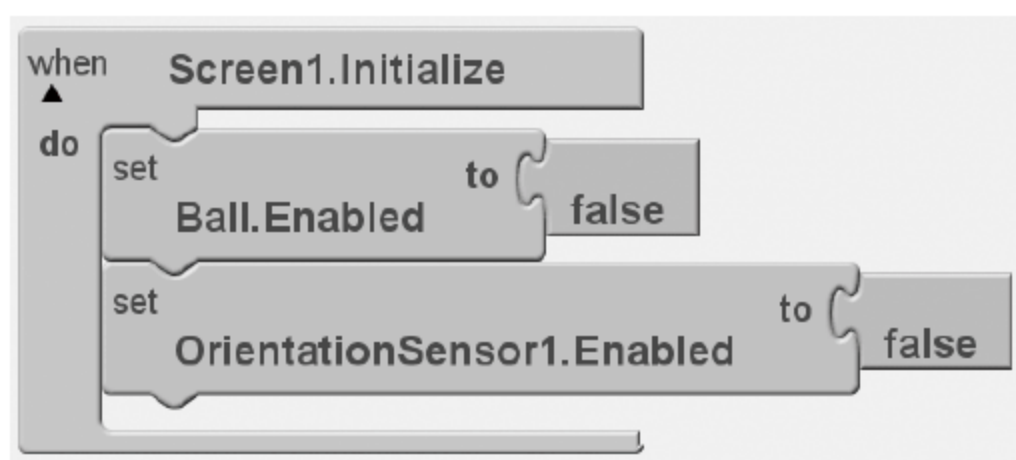 when Screen1.Initialize
do
set to
Ball.Enabled false
set to
OrientationSensor1.Enabled false